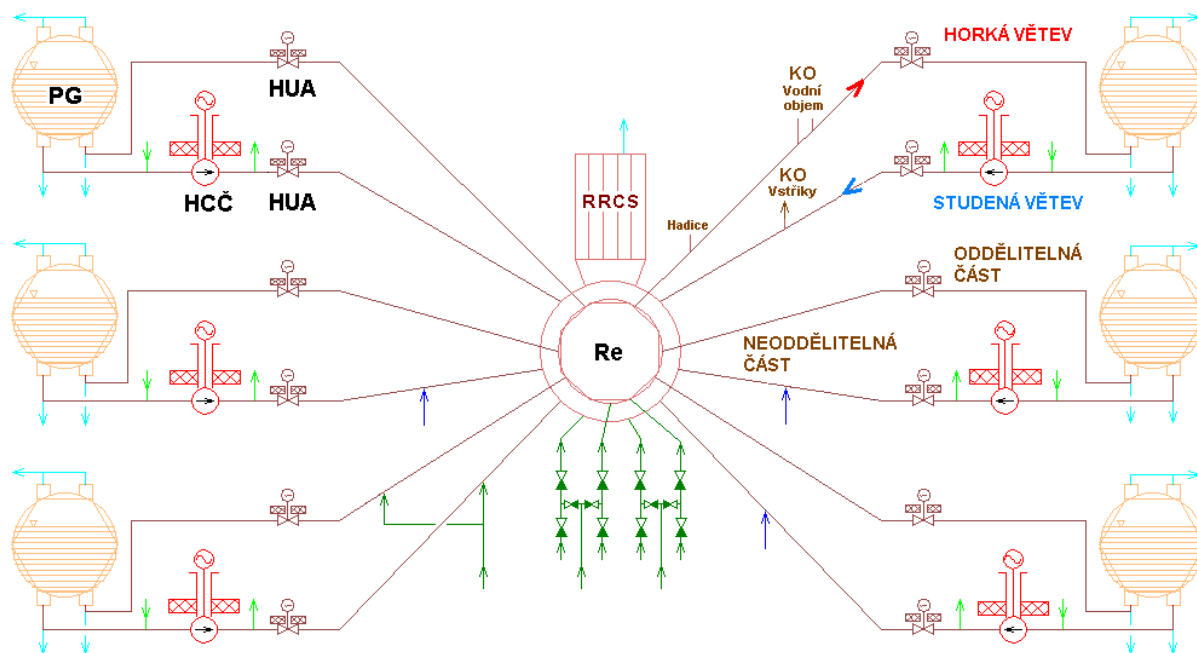 HORKÁ VĚTEV
KO
Vodní
objem
PG
HUA
HCČ
HUA
RRCS
KO
Vstřiky
STUDENÁ VĚTEV
Hadice
ODDĚLITELNÁ
ČÁST
NEODDĚLITELNÁ
ČÁST
Re